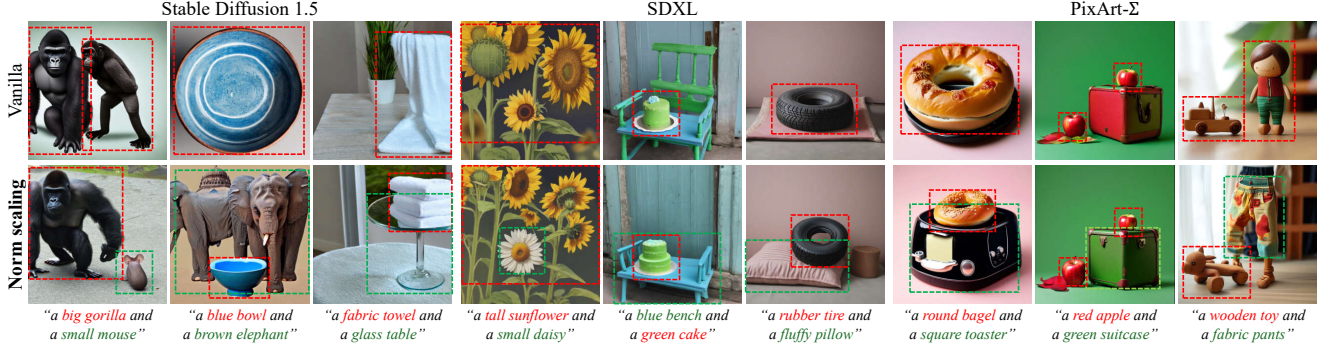 Stable Diffusion 1.5 SDXL PixArt-Σ
Vanilla
Norm scaling
“a big gorilla and a small mouse”
“a blue bowl and a brown elephant”
“a fabric towel and a glass table”
“a tall sunflower and a small daisy”
“a blue bench and a green cake”
“a rubber tire and a fluffy pillow”
“a round bagel and a square toaster”
“a red apple and a green suitcase”
“a wooden toy and a fabric pants”